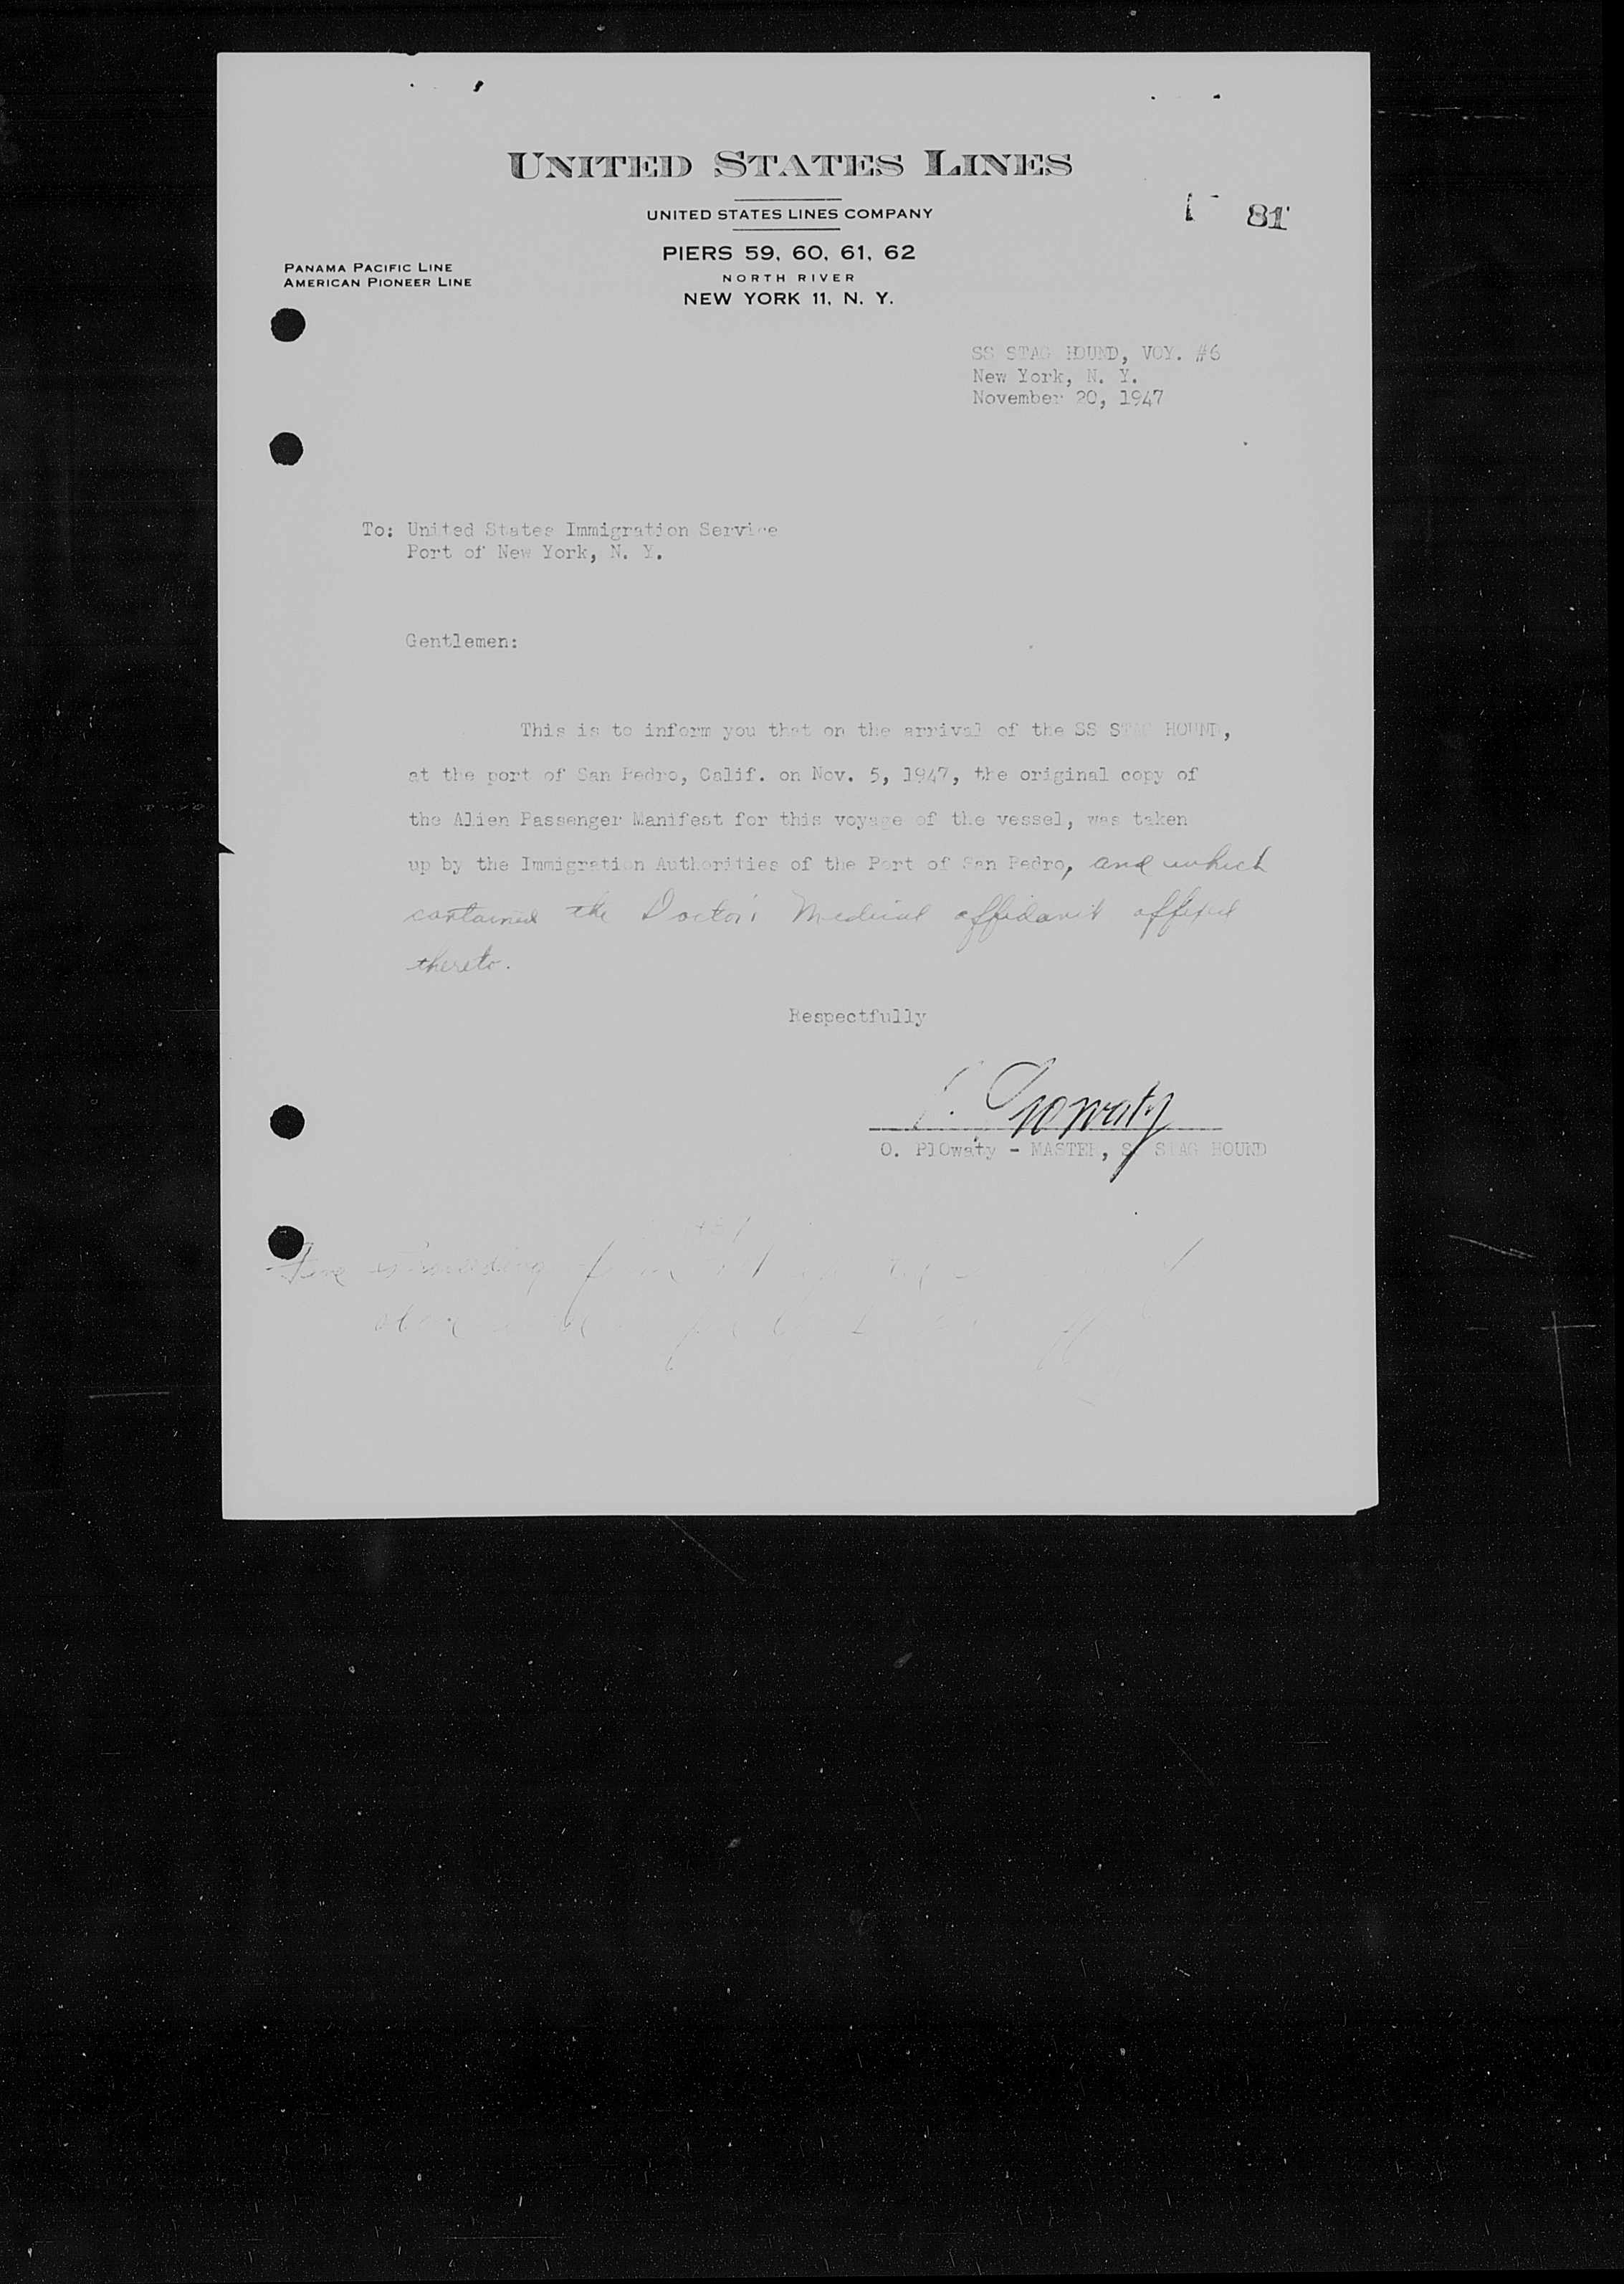 UNITED STATES LINES
UNITED STATES LINES COMPANY
81
PIERS 59, 60, 61, 62
PANAMA PACIFIC LINE
AMERICAN PIONEER LINE
NORTH RIVER
NEW YORK 11, N. Y.
SS STAG HOUND, VOY. #6
New York, N. Y.
November 20, 1947
To: United States Immigration Service
Port of New York, N. Y.
Gentlemen:
This is to inform you that on the arrival of the SS STAG HOUND,
at the port of San Pedro, Calif. on Nov. 5, 1947, the original copy of
the Alien Passenger Manifest for this voyage of the vessel, was taken
up by the Immigration Authorities of the Port of San Pedro, and which
contained the Doctor's Medical affidavit affixed
thereto.
Respectfully
O. PlOwaty - MASTER, SS STAG HOUND